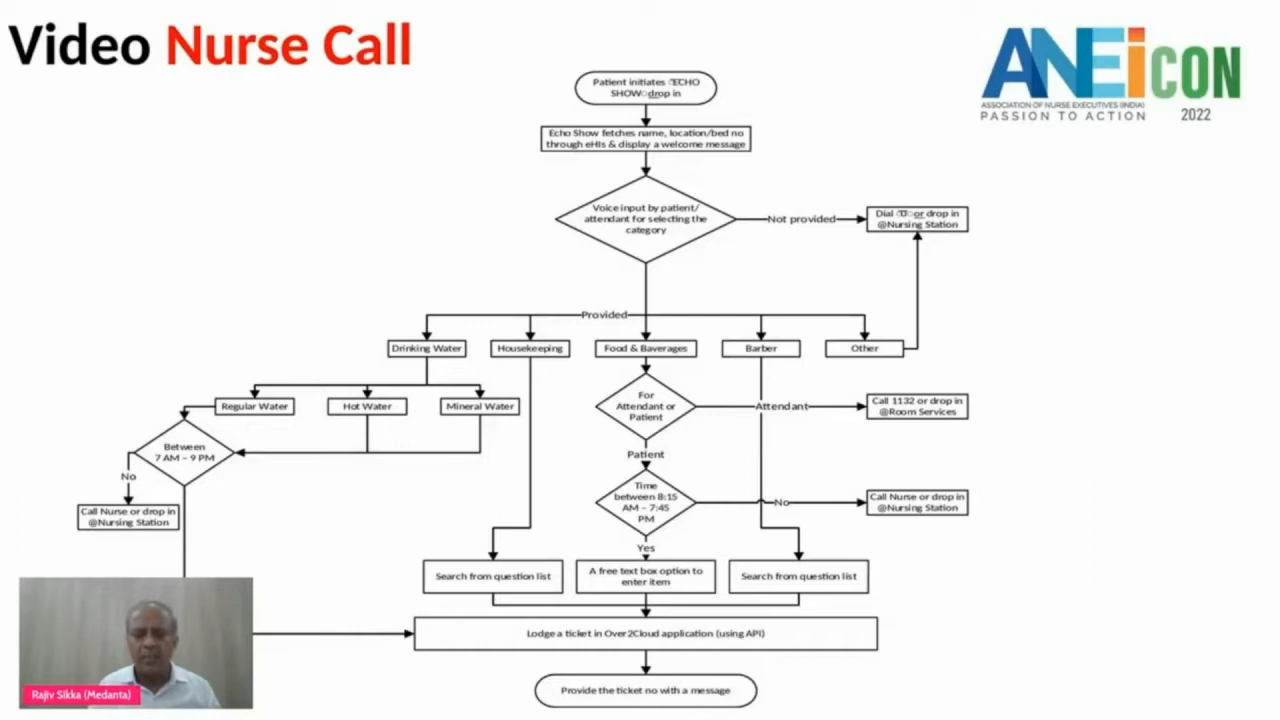 Video Nurse Call
ANEiCON
ASSOCIATION OF NURSE EXECUTIVES (INDIA)
PASSION TO ACTION
2022
Patient initiates ECHO
SHOW drop in
Echo Show fetches name, location/bed no
through eHIs & display a welcome message
Voice input by patient/
attendant for selecting the
category
Not provided
Dial or drop in
@Nursing Station
Provided
Drinking Water
Housekeeping
Food & Baverages
Barber
Other
Regular Water
Hot Water
Mineral Water
For
Attendant or
Patient
Attendant
Call 1132 or drop in
@Room Services
Between
7 AM – 9 PM
Patient
No
Time
between 8:15
AM – 7:45
PM
No
Call Nurse or drop in
@Nursing Station
Call Nurse or drop in
@Nursing Station
Yes
Search from question list
A free text box option to
enter item
Search from question list
Lodge a ticket in Over2Cloud application (using API)
Provide the ticket no with a message
Rajiv Sikka (Medanta)